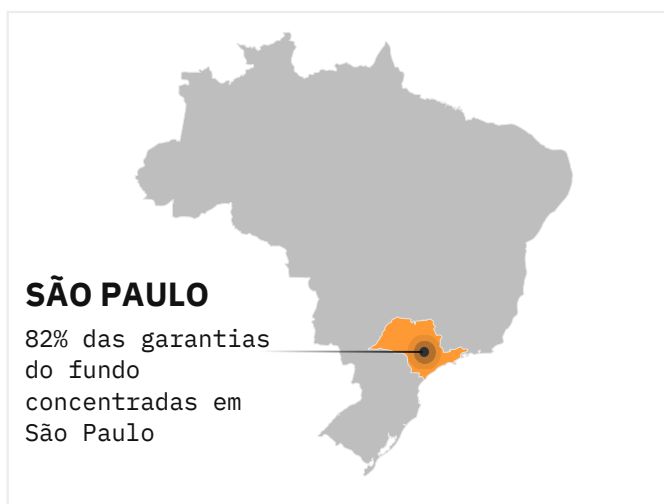 SÃO PAULO
82% das garantias
do fundo
concentradas em
São Paulo